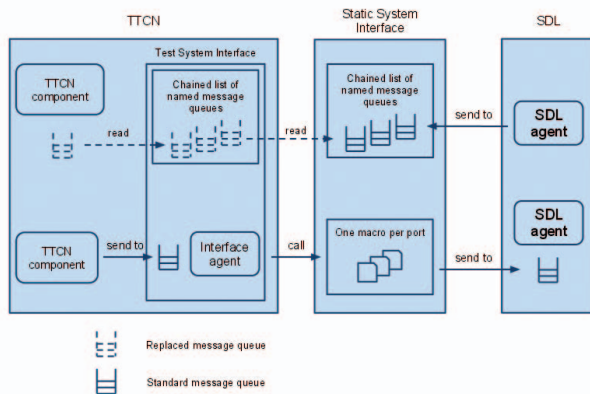 TTCN
Static System
Interface
SDL
Test System Interface
TTCN
component
Chained list of
named message
queues
Chained list of
named message
queues
SDL
agent
read
read
send to
TTCN
component
send to
Interface
agent
call
One macro per port
send to
SDL
agent
Replaced message queue
Standard message queue